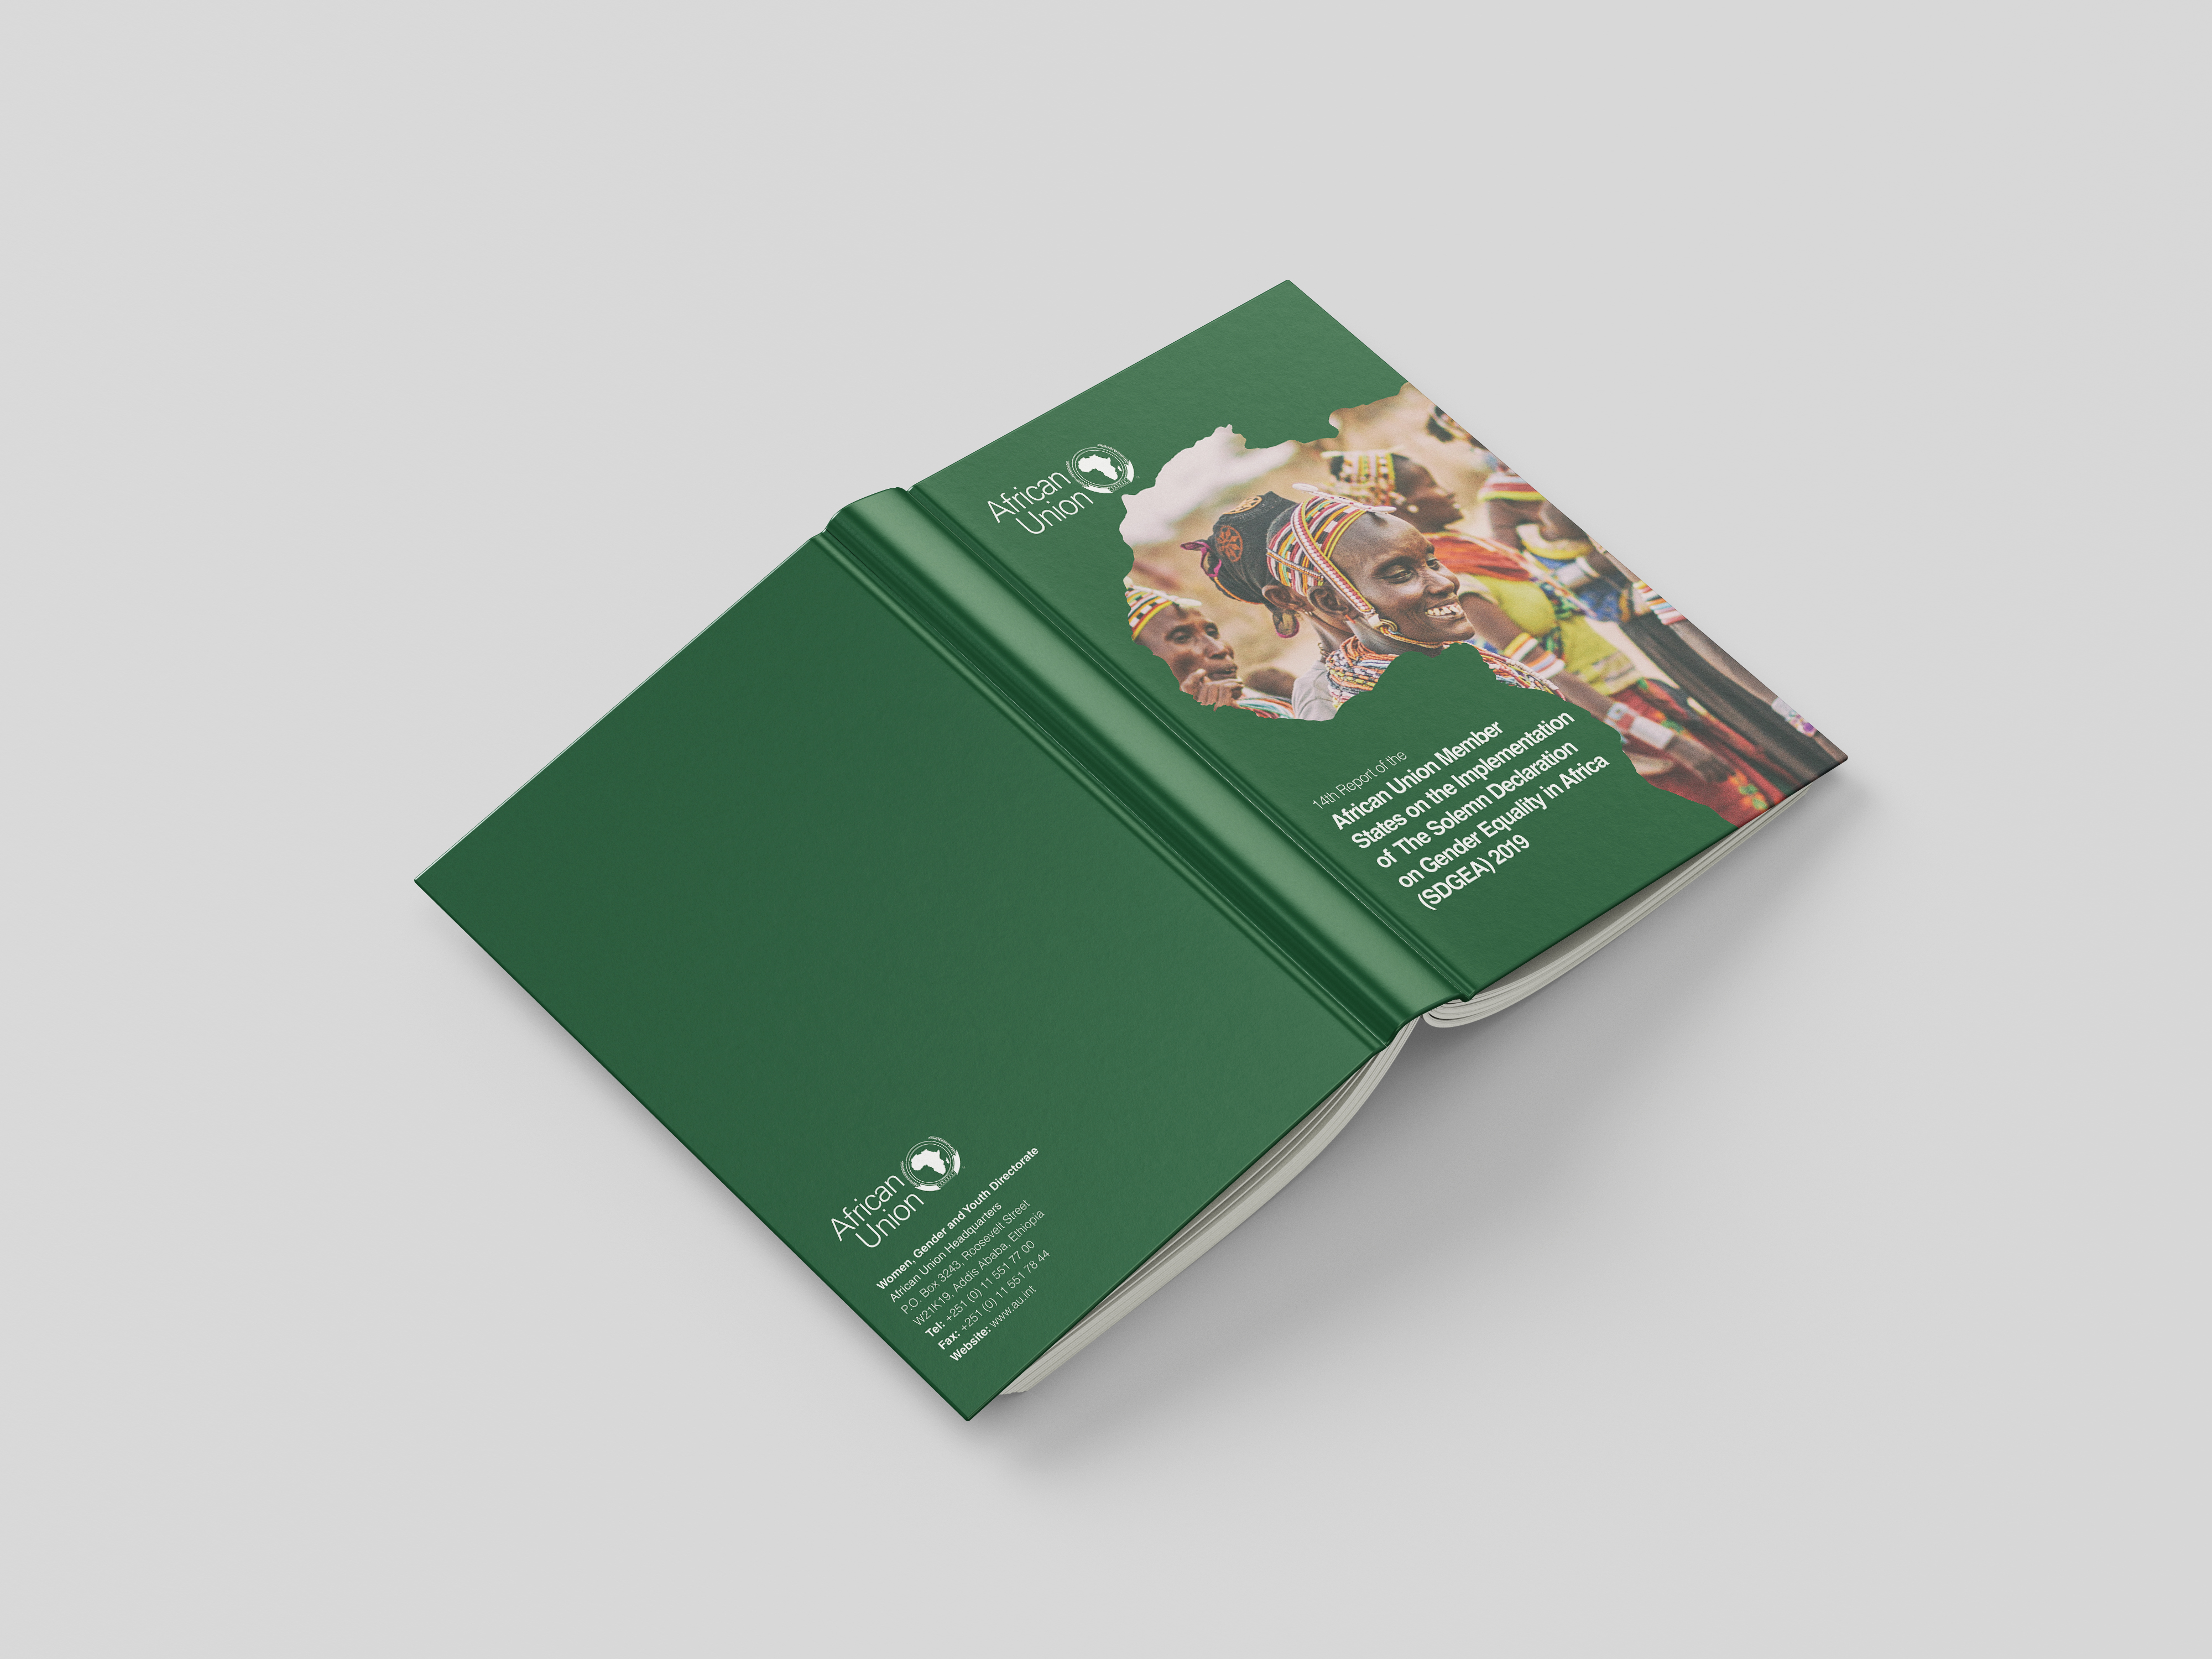 African
Union
14th Report of the
African Union Member
States on the Implementation
of The Solemn Declaration
on Gender Equality in Africa
(SDGEA) 2019
African
Union
Women, Gender and Youth Directorate
African Union Headquarters
P.O. Box 3243, Roosevelt Street
W21K19, Addis Ababa, Ethiopia
Tel: +251 (0) 11 551 77 00
Fax: +251 (0) 11 551 78 44
Website: www.au.int